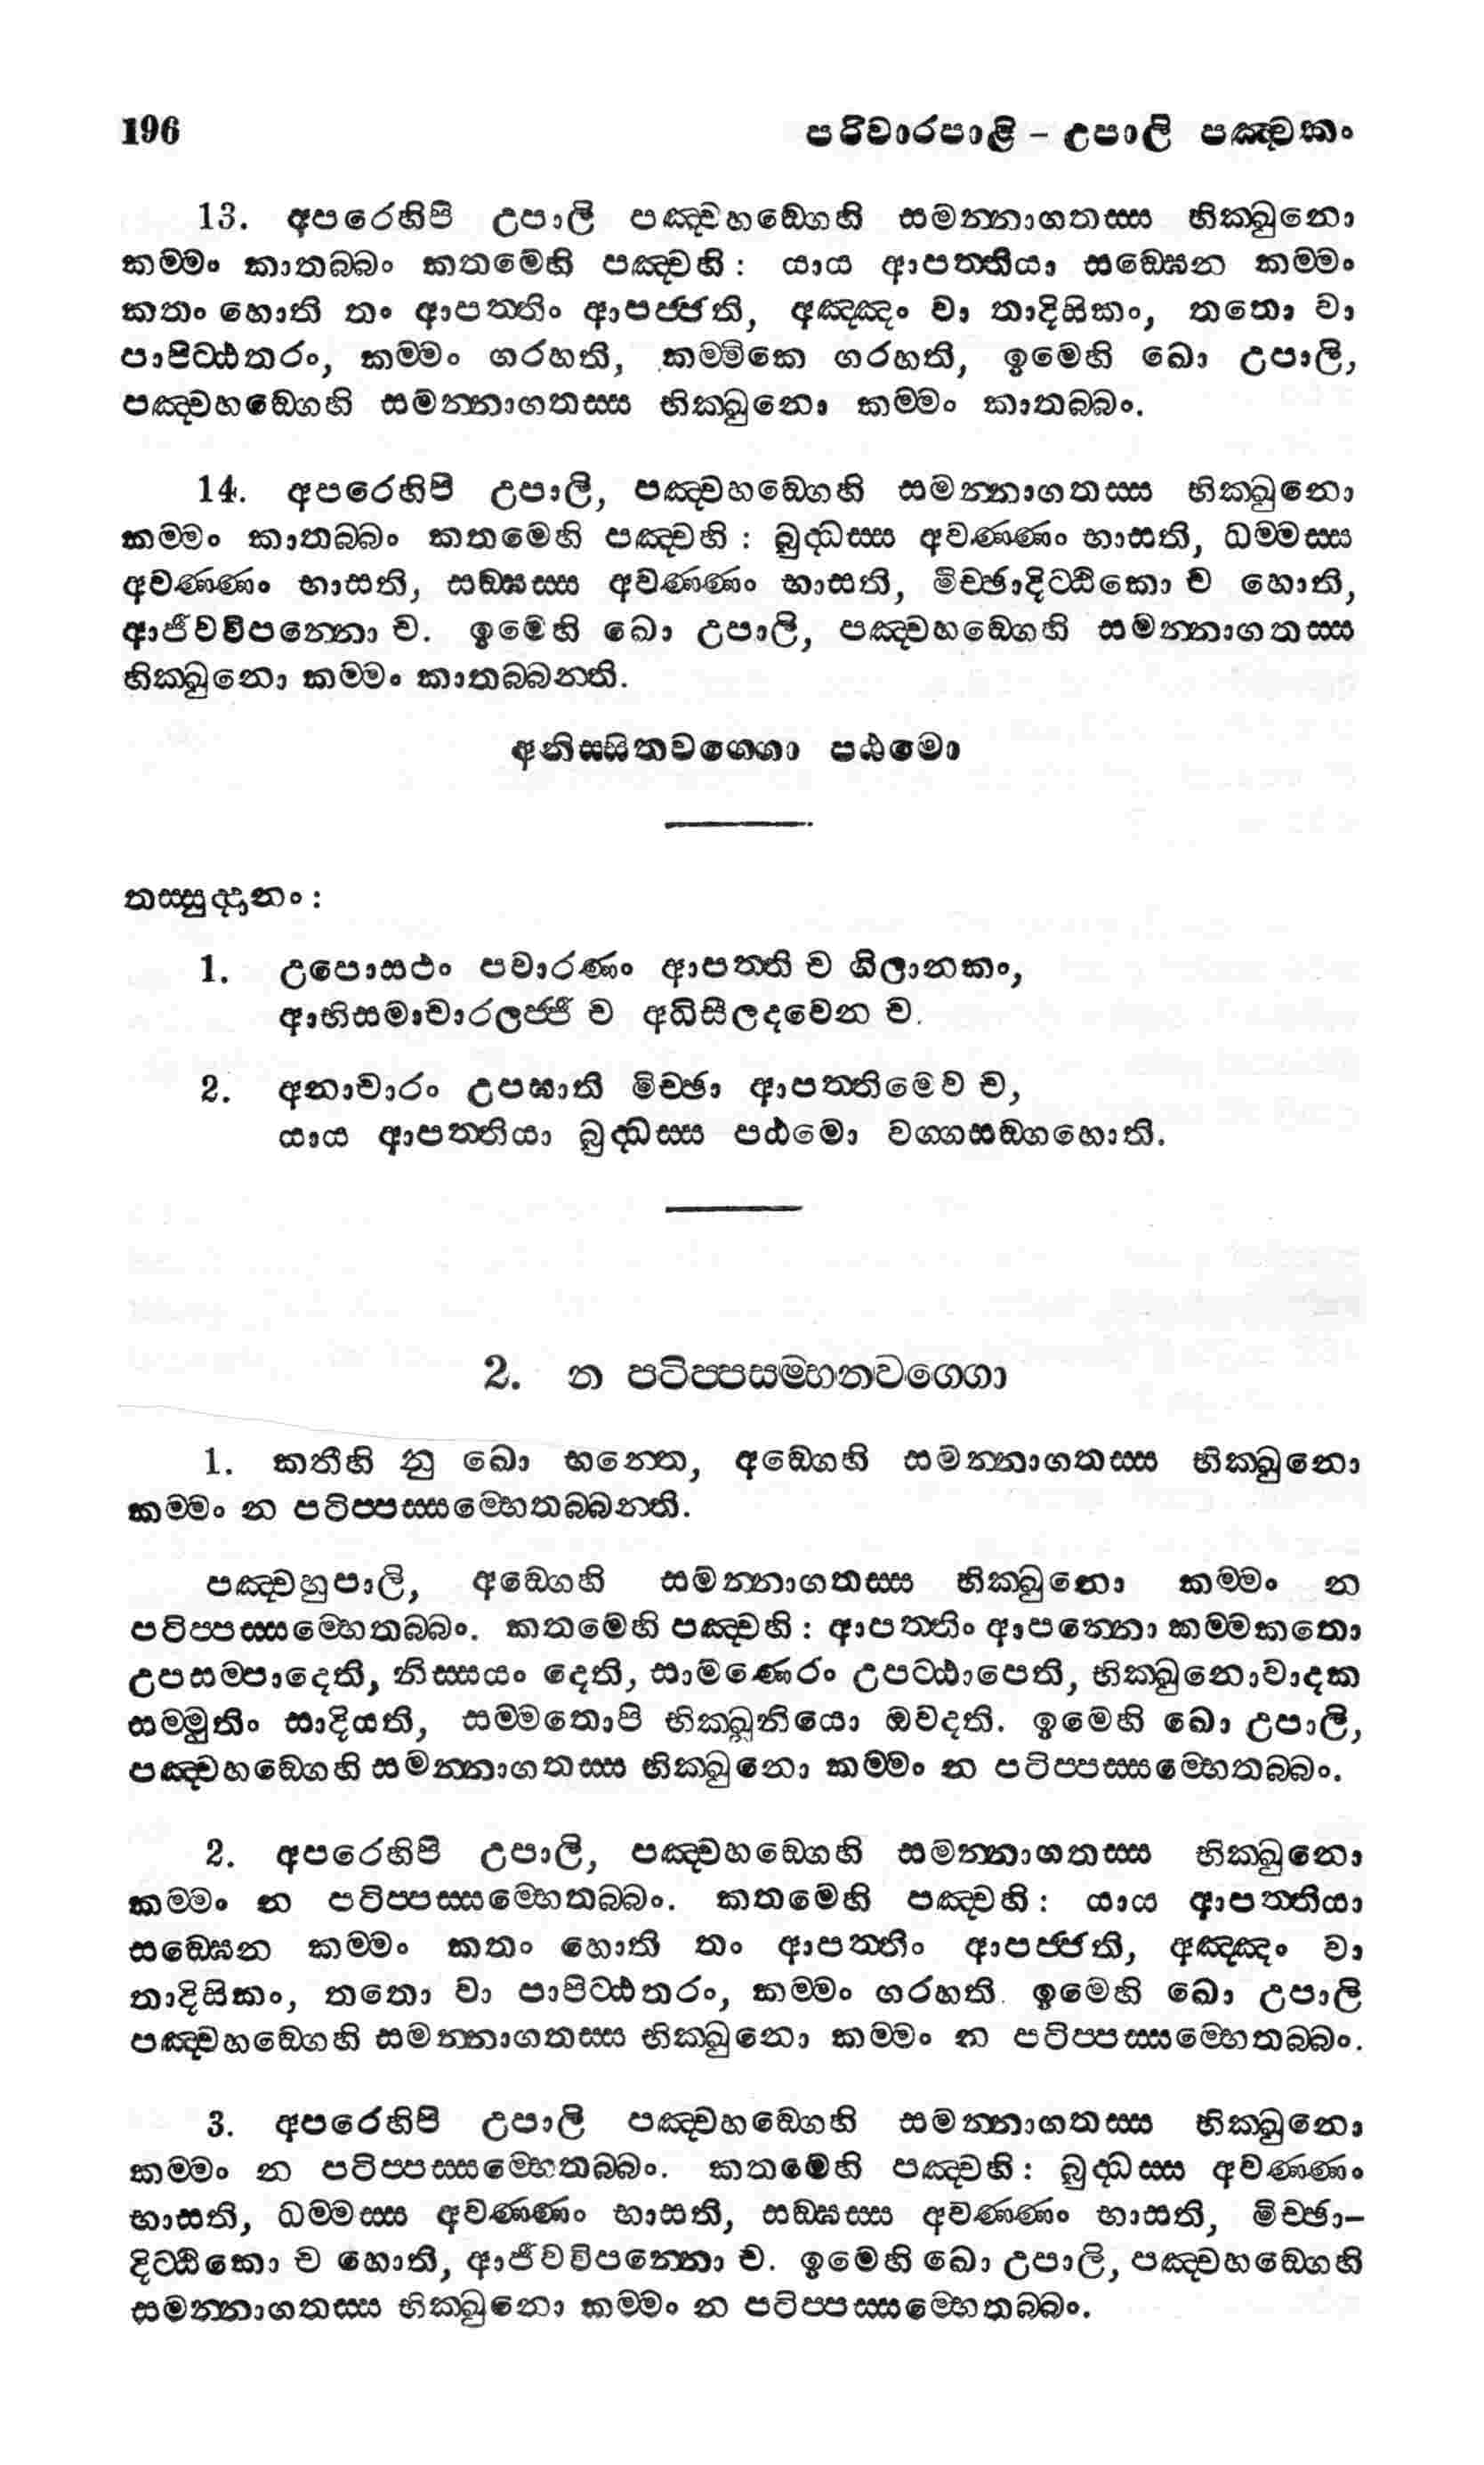 196 පරිවාරපාළි – උපාලි පඤ්චකං
13. අපරෙහිපි උපාලි පඤ්චහඞ්ගෙහි සමන්නාගතස්ස භික්ඛුනො
කම්මං කාතබ්බං කතමේහි පඤ්චහි: යාය ආපත්තියා සඞ්ඝෙන කම්මං
කතං හොති තං ආපත්තිං ආපජ්ජති, අඤ්ඤං වා තාදිසිකං, තතො වා
පාපිට්ඨතරං, කම්මං ගරහති, කම්මිකෙ ගරහති, ඉමෙහි ඛො උපාලි,
පඤ්චහඞ්ගෙහි සමන්නාගතස්ස භික්ඛුනො කම්මං කාතබ්බං.
14. අපරෙහිපි උපාලි, පඤ්චහඞ්ගෙහි සමන්නාගතස්ස භික්ඛුනො
කම්මං කාතබ්බං කතමෙහි පඤ්චහි: බුද්ධස්ස අවණ්ණං භාසති, ධම්මස්ස
අවණ්ණං භාසති, සඞ්ඝස්ස අවණ්ණං භාසති, මිච්ඡාදිට්ඨිකො ච හොති,
ආජීවවිපන්නො ච. ඉමෙහි ඛො උපාලි, පඤ්චහඞ්ගෙහි සමන්නාගතස්ස
භික්ඛුනො කම්මං කාතබ්බන්ති.
අනිස්සිතවග්ගො පඨමො
තස්සුද්දානං:
1. උපොසථං පවාරණං ආපත්ති ච ගිලානකං,
ආභිසමාචාරලජ්ජී ච අධිසීලදවෙන ච.
2. අනාචාරං උපඝාති මිච්ඡා ආපත්තිමෙව ච,
යාය ආපත්තියා බුද්ධස්ස පඨමො වග්ගසඞ්ගහොති.
2. න පටිප්පසම්භනවග්ගො
1. කතීහි නු ඛො භන්තෙ, අඞ්ගෙහි සමන්නාගතස්ස භික්ඛුනො
කම්මං න පටිප්පස්සම්භෙතබ්බන්ති.
පඤ්චහුපාලි, අඞ්ගෙහි සමන්නාගතස්ස භික්ඛුනො කම්මං න
පටිප්පස්සම්භෙතබ්බං. කතමෙහි පඤ්චහි: ආපත්තිං ආපන්නො කම්මකතො
උපසම්පාදෙති, නිස්සයං දෙති, සාමණෙරං උපට්ඨාපෙති, භික්ඛුනොවාදක
සම්මුතිං සාදියති, සම්මතොපි භික්ඛුනියො ඔවදති. ඉමෙහි ඛො උපාලි,
පඤ්චහඞ්ගෙහි සමන්නාගතස්ස භික්ඛුනො කම්මං න පටිප්පස්සම්භෙතබ්බං.
2. අපරෙහිපි උපාලි, පඤ්චහඞ්ගෙහි සමන්නාගතස්ස භික්ඛුනො
කම්මං න පටිප්පස්සම්භෙතබ්බං. කතමෙහි පඤ්චහි: යාය ආපත්තියා
සඞ්ඝෙන කම්මං කතං හොති තං ආපත්තිං ආපජ්ජති, අඤ්ඤං වා
තාදිසිකං, තතො වා පාපිට්ඨතරං, කම්මං ගරහති. ඉමෙහි ඛො උපාලි
පඤ්චහඞ්ගෙහි සමන්නාගතස්ස භික්ඛුනො කම්මං න පටිප්පස්සම්භෙතබ්බං.
3. අපරෙහිපි උපාලි පඤ්චහඞ්ගෙහි සමන්නාගතස්ස භික්ඛුනො
කම්මං න පටිප්පස්සම්භෙතබ්බං. කතමෙහි පඤ්චහි: බුද්ධස්ස අවණ්ණං
භාසති, ධම්මස්ස අවණ්ණං භාසති, සඞ්ඝස්ස අවණ්ණං භාසති, මිච්ඡා–
දිට්ඨිකො ච හොති, ආජීවවිපන්නො ච. ඉමෙහි ඛො උපාලි, පඤ්චහඞ්ගෙහි
සමන්නාගතස්ස භික්ඛුනො කම්මං න පටිප්පස්සම්භෙතබ්බං.